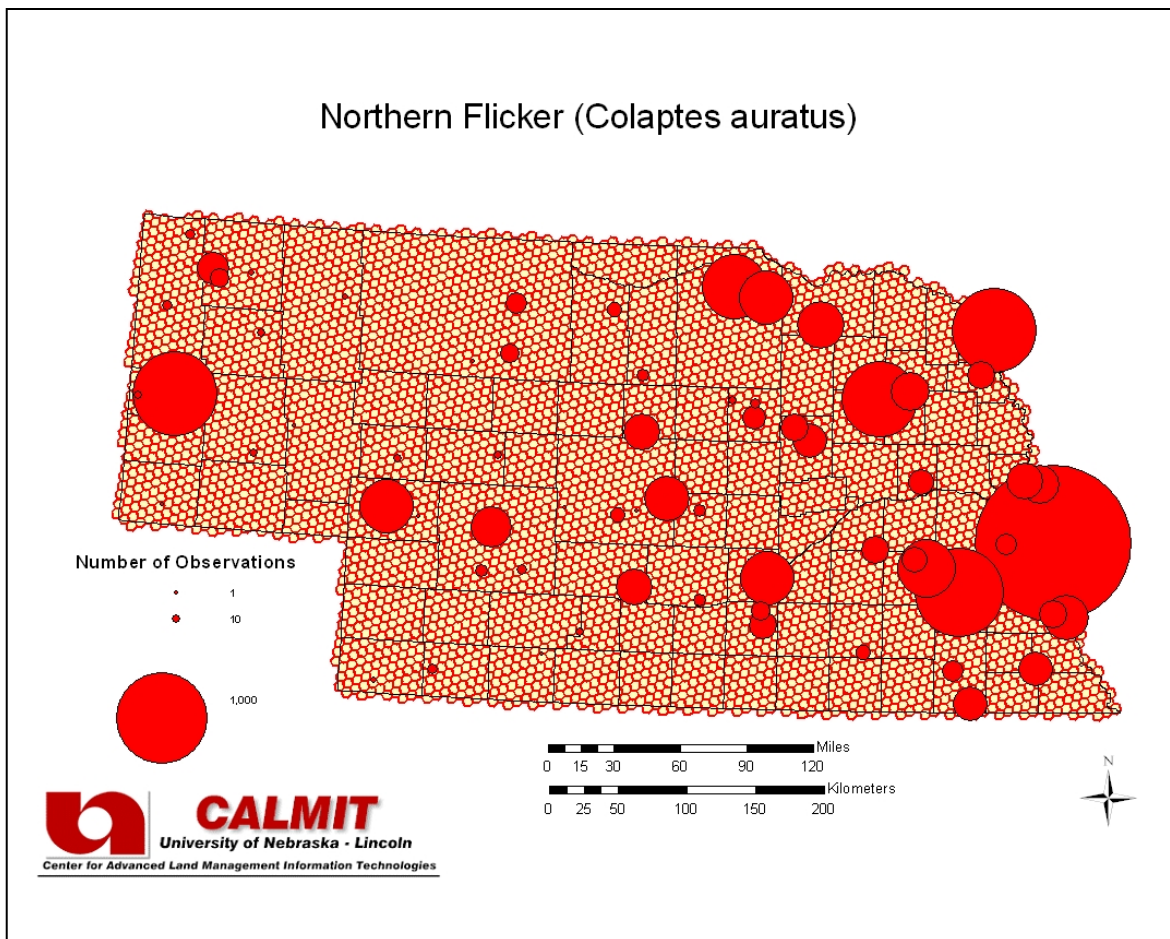 Northern Flicker (Colaptes auratus)
Number of Observations
1
10
1,000
Miles
0 15 30 60 90 120
Kilometers
0 25 50 100 150 200
N
CALMIT
University of Nebraska - Lincoln
Center for Advanced Land Management Information Technologies